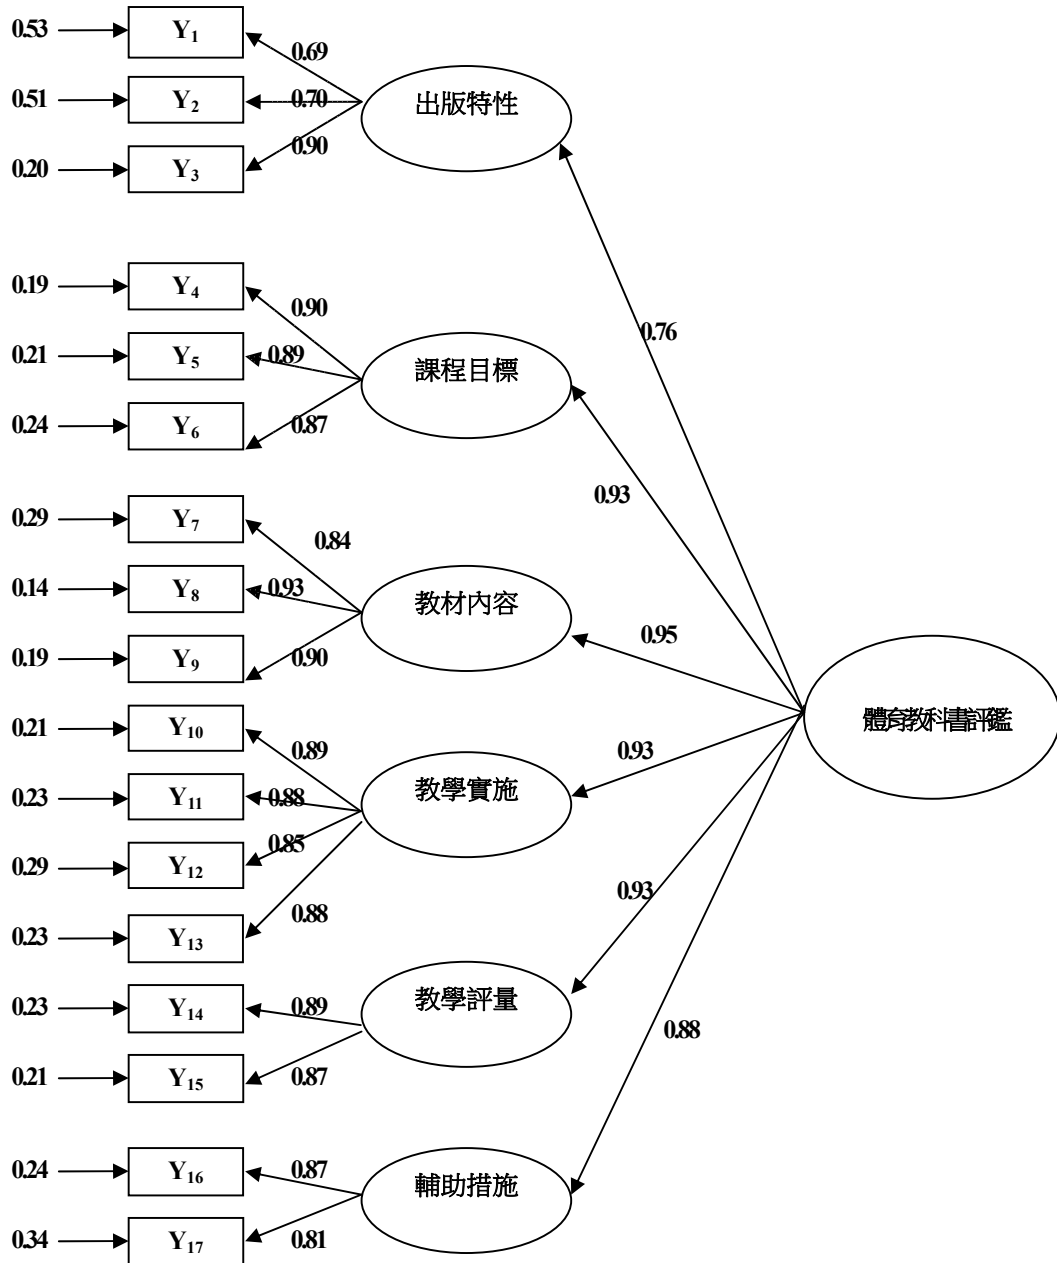 0.53 Y1
0.69
出版特性
0.51 Y2 0.70
0.90
0.20 Y3
0.76
0.19 Y4
0.90
課程目標
0.21 Y5 0.89
0.24 Y6 0.87
0.93
0.29 Y7
0.84
教材內容
0.14 Y8 0.93
0.95
0.19 Y9 0.90
體育教科書評鑑
0.21 Y10
0.89
0.93
教學實施
0.23 Y11 0.88
0.85
0.29 Y12
0.93
0.88
0.23 Y13
教學評量
0.23 Y14 0.89
0.88
0.21 Y15 0.87
0.24 Y16 0.87
輔助措施
0.34 Y17 0.81